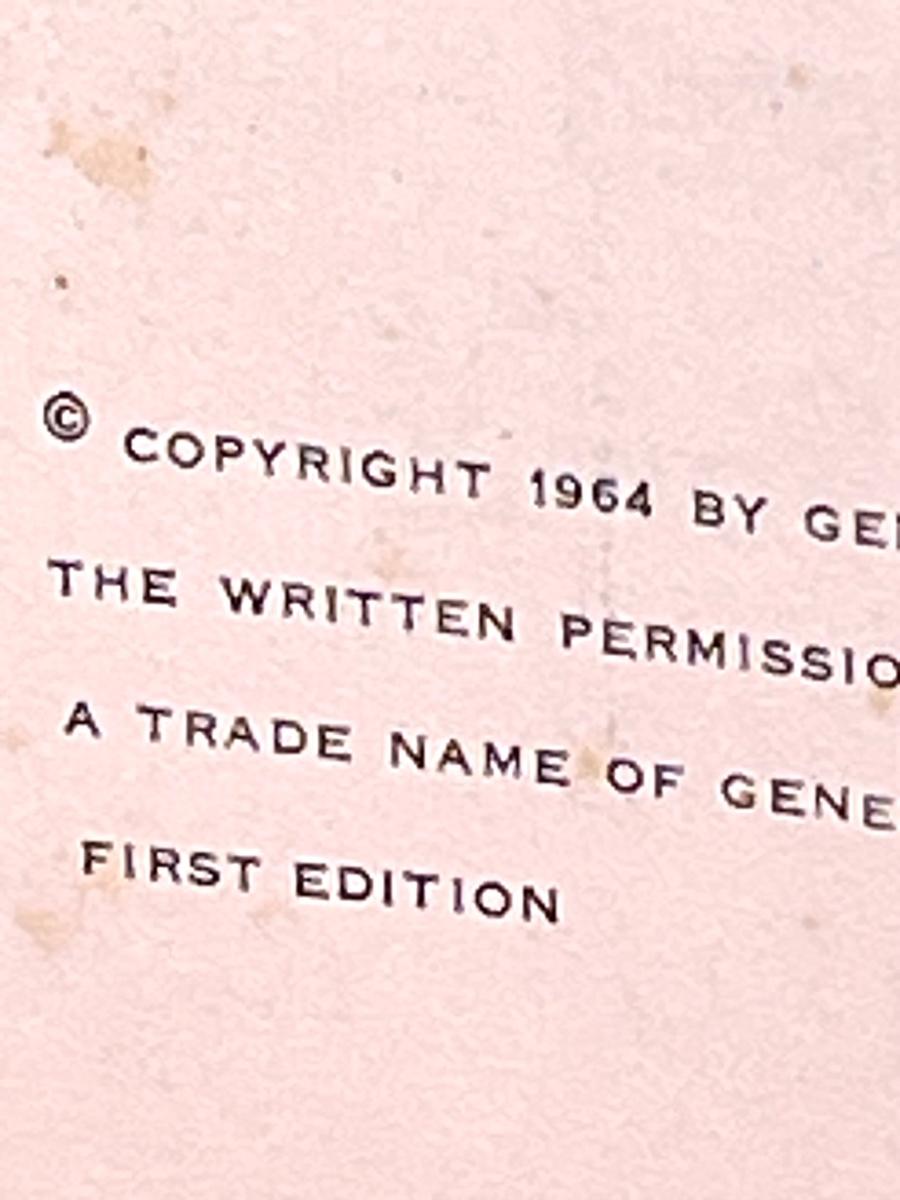 © COPYRIGHT 1964 BY
THE WRITTEN
A TRADE NAME OF
FIRST EDITION